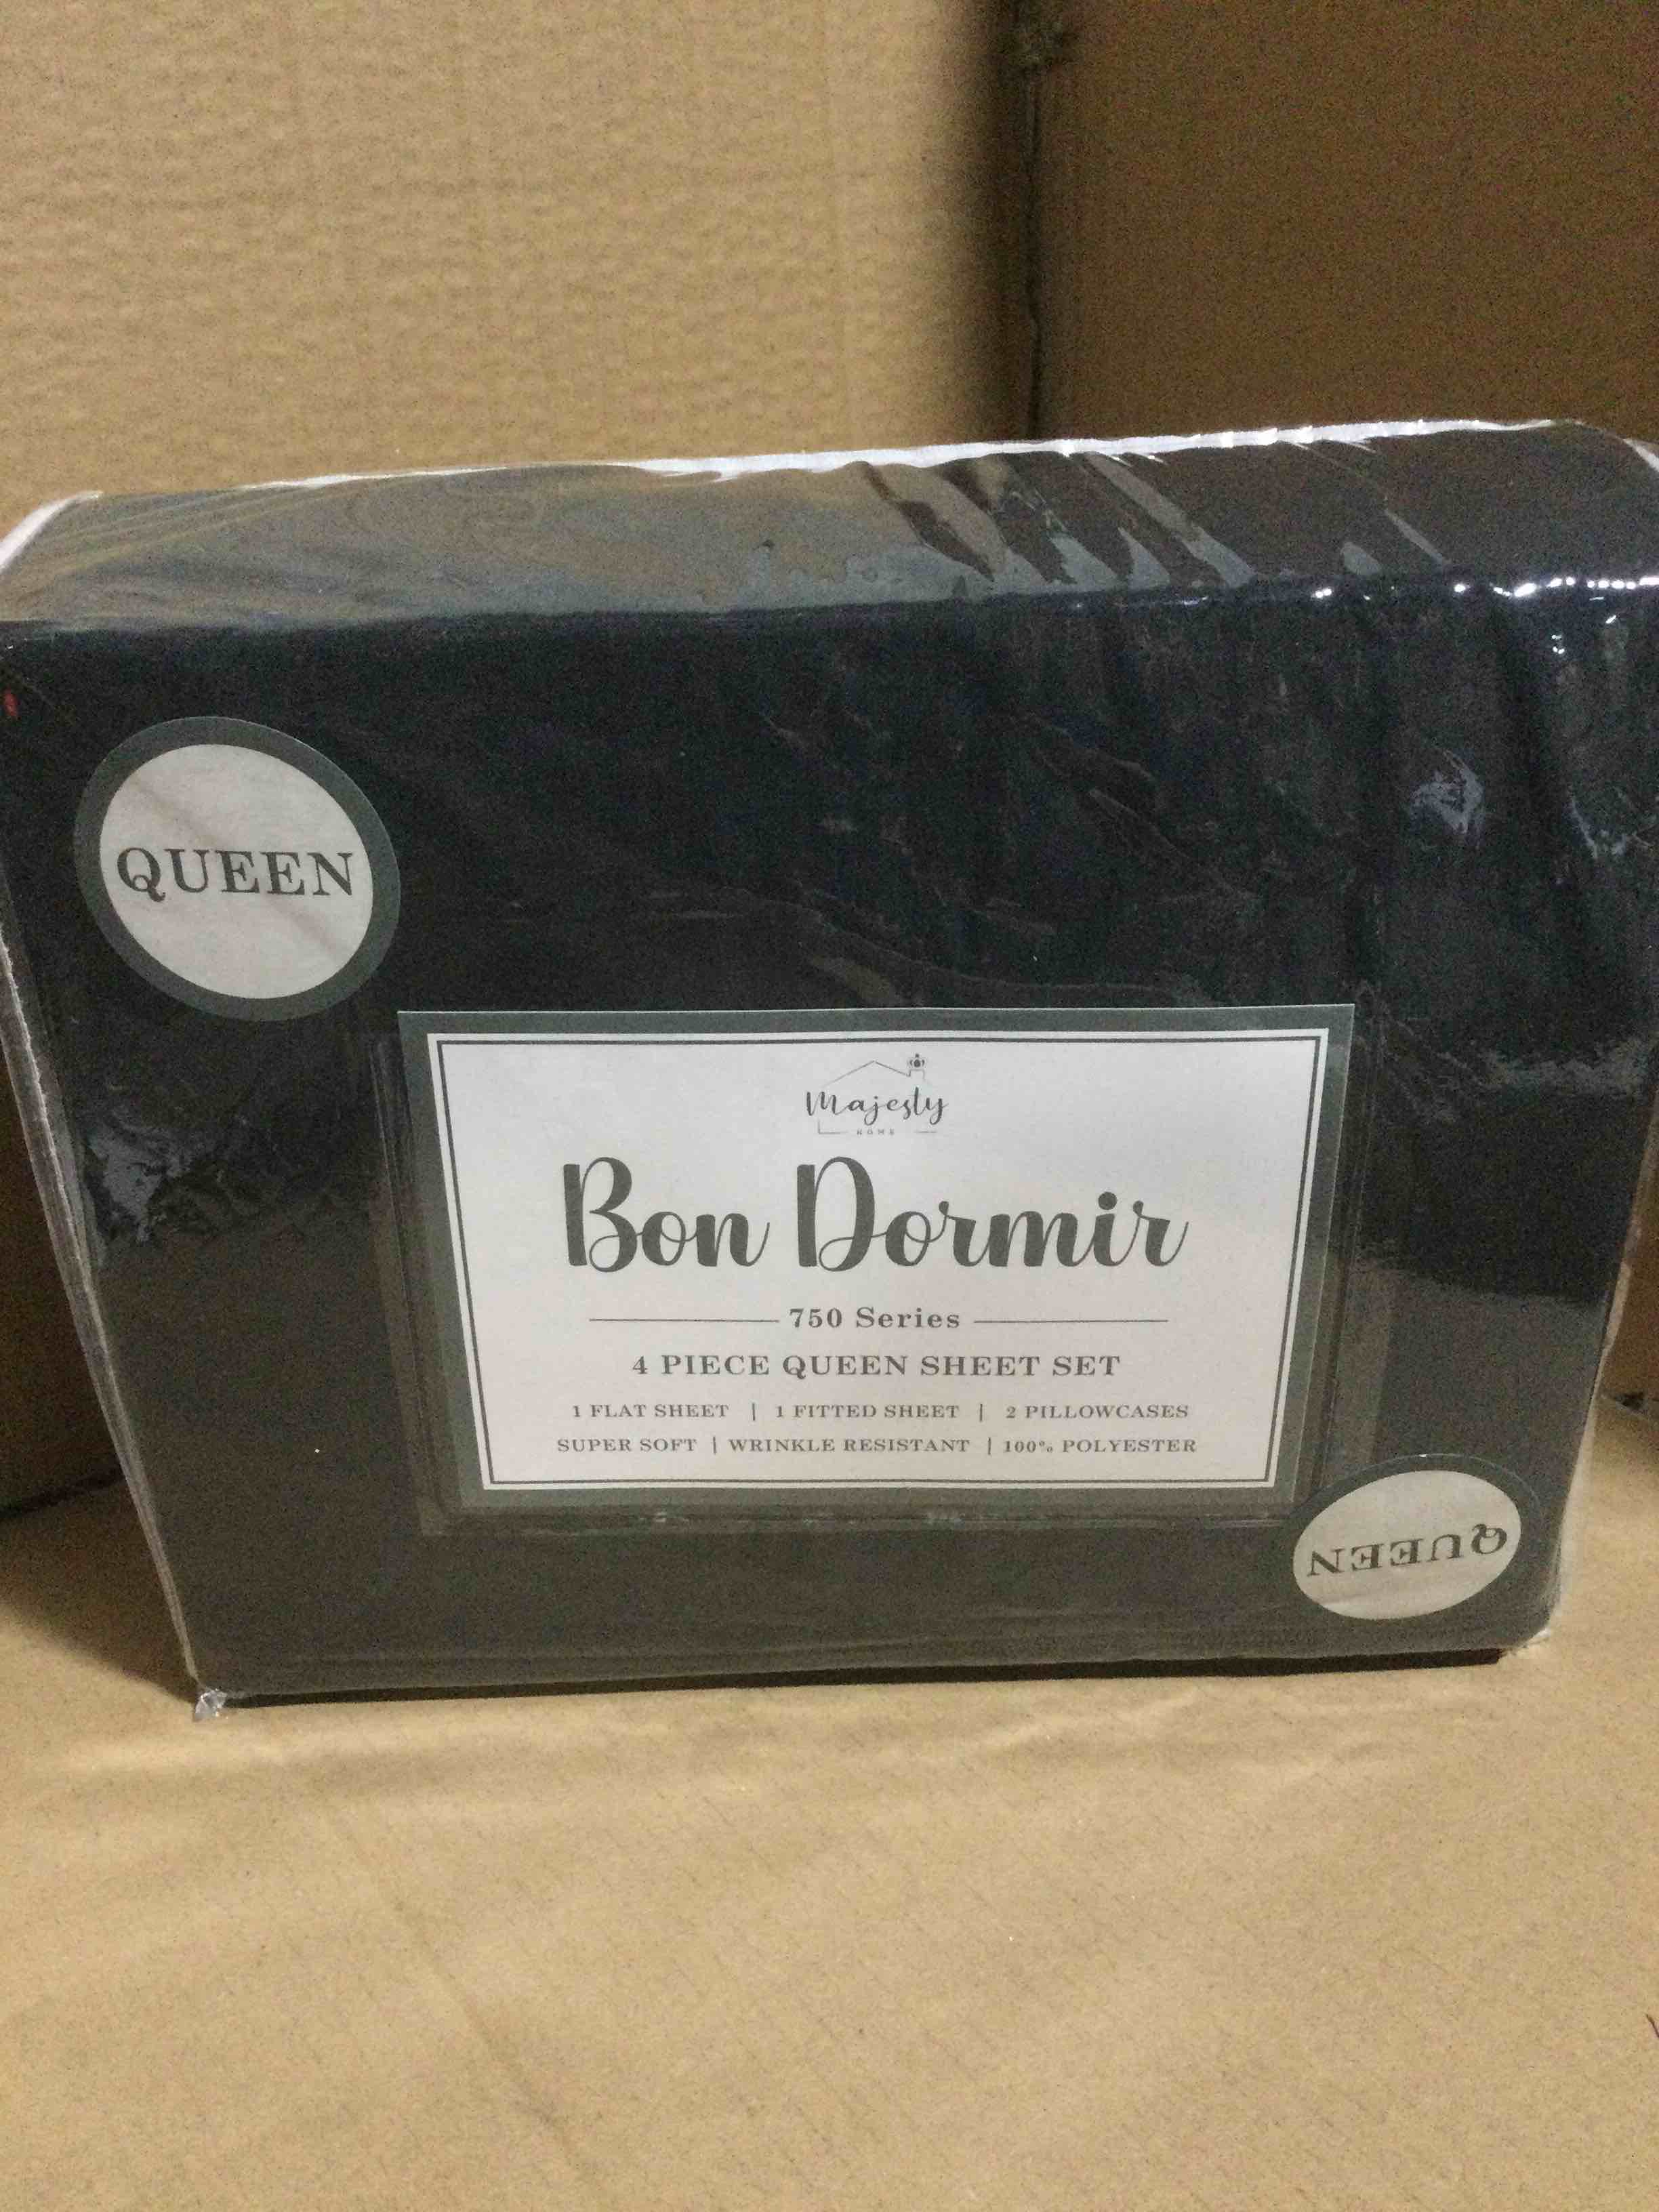 QUEEN
Majesty
HOME
Bon Dormir
750 Series
4 PIECE QUEEN SHEET SET
1 FLAT SHEET | 1 FITTED SHEET | 2 PILLOWCASES
SUPER SOFT | WRINKLE RESISTANT | 100% POLYESTER
QUEEN